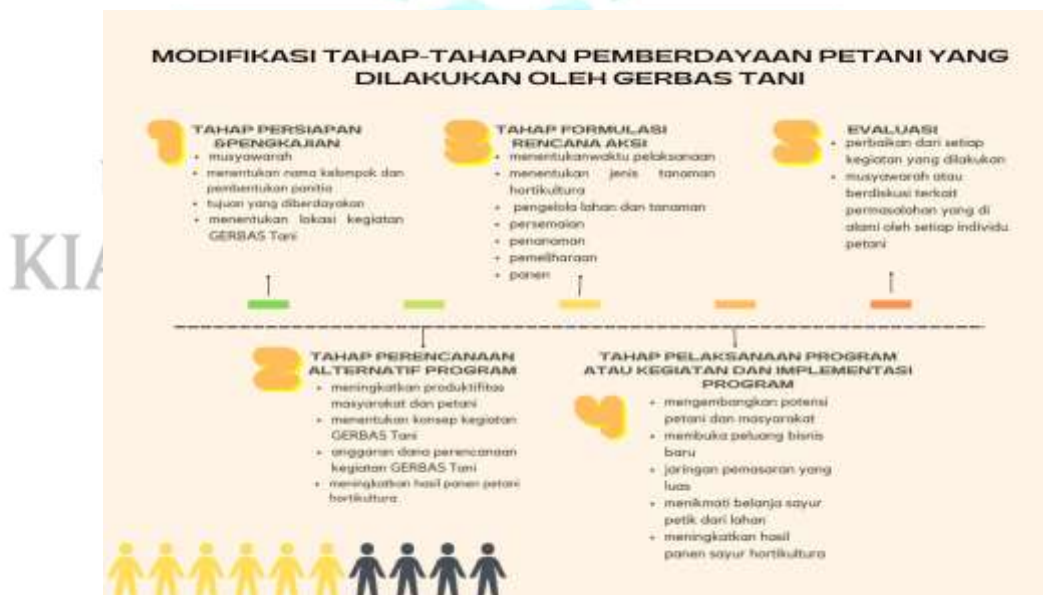 MODIFIKASI TAHAP-TAHAPAN PEMBERDAYAAN PETANI YANG
DILAKUKAN OLEH GERBAS TANI
1
TAHAP PERSIAPAN
&PENGKAJIAN
• musyawarah
• menentukan nama kelompok dan
pembentukan panitia
• tujuan yang diberdayakan
• menentukan lokasi kegiatan
GERBAS Tani
3
TAHAP FORMULASI
RENCANA AKSI
• menentukanwaktu pelaksanaan
• menentukan jenis tanaman
hortikultura
• pengelola lahan dan tanaman
• persemaian
• penanaman
• pemeliharaan
• panen
5
EVALUASI
• perbaikan dari setiap
kegiatan yang dilakukan
• musyawarah atau
berdiskusi terkait
permasalahan yang di
alami oleh setiap individu
petani
2
TAHAP PERENCANAAN
ALTERNATIF PROGRAM
• meningkatkan produktifitas
masyarakat dan petani
• menentukan konsep kegiatan
GERBAS Tani
• anggaran dana perencanaan
kegiatan GERBAS Tani
• meningkatkan hasil panen petani
hortikultura.
4
TAHAP PELAKSANAAN PROGRAM
ATAU KEGIATAN DAN IMPLEMENTASI
PROGRAM
• mengembangkan potensi
petani dan masyarakat
• membuka peluang bisnis
baru
• jaringan pemasaran yang
luas
• menikmati belanja sayur
petik dari lahan
• meningkatkan hasil
panen sayur hortikultura